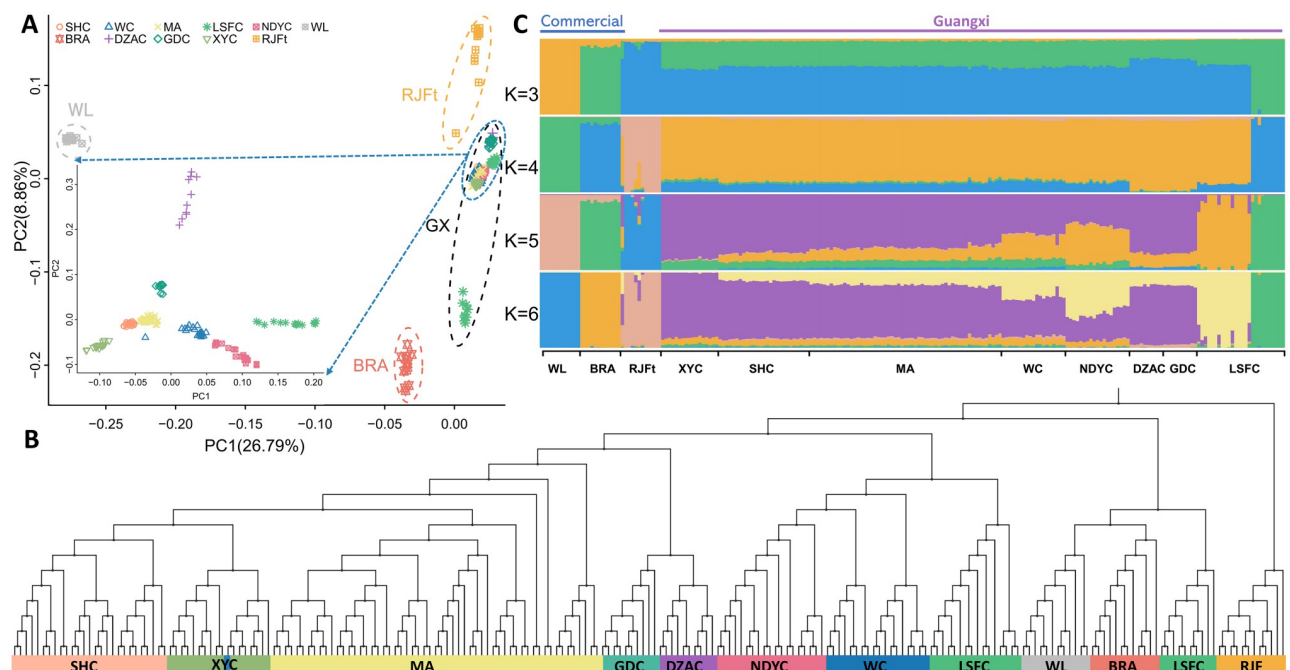 A
SHC WC MA LSFC NDYC WL
BRA DZAC GDC XYC RJFt
PC2(8.86%)
0.1
0.0
−0.1
−0.2
WL
RJFt
GX
BRA
PC2
0.3
0.2
0.1
0.0
-0.1
-0.10 -0.05 0.00 0.05 0.10 0.15 0.20
PC1
−0.25 −0.20 −0.15 −0.10 −0.05 0.00
PC1(26.79%)
C
Commercial Guangxi
K=3
K=4
K=5
K=6
WL BRA RJFt XYC SHC MA WC NDYC DZAC GDC LSFC
B
SHC XYC MA GDC DZAC NDYC WC LSFC WL BRA LSFC RJF